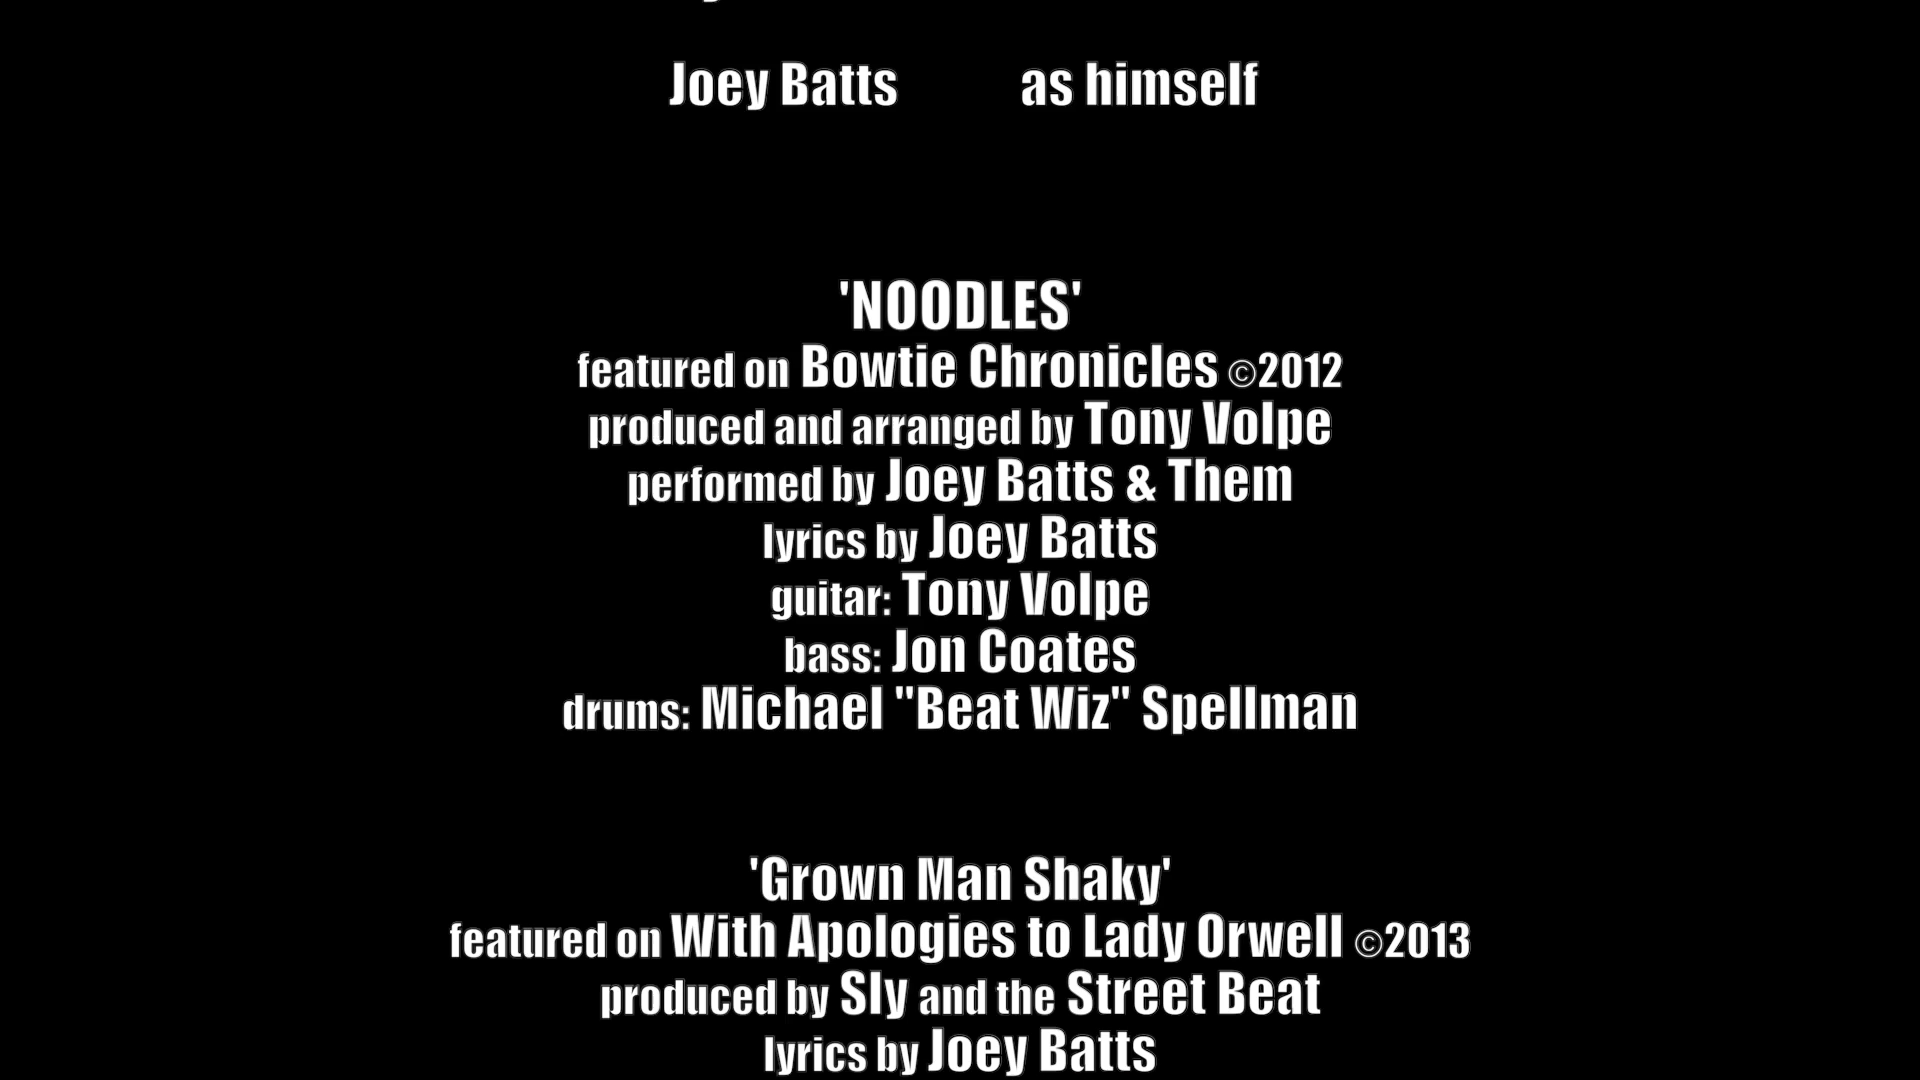 Joey Batts as himself
'NOODLES'
featured on Bowtie Chronicles ©2012
produced and arranged by Tony Volpe
performed by Joey Batts & Them
lyrics by Joey Batts
guitar: Tony Volpe
bass: Jon Coates
drums: Michael "Beat Wiz" Spellman
'Grown Man Shaky'
featured on With Apologies to Lady Orwell ©2013
produced by Sly and the Street Beat
lyrics by Joey Batts